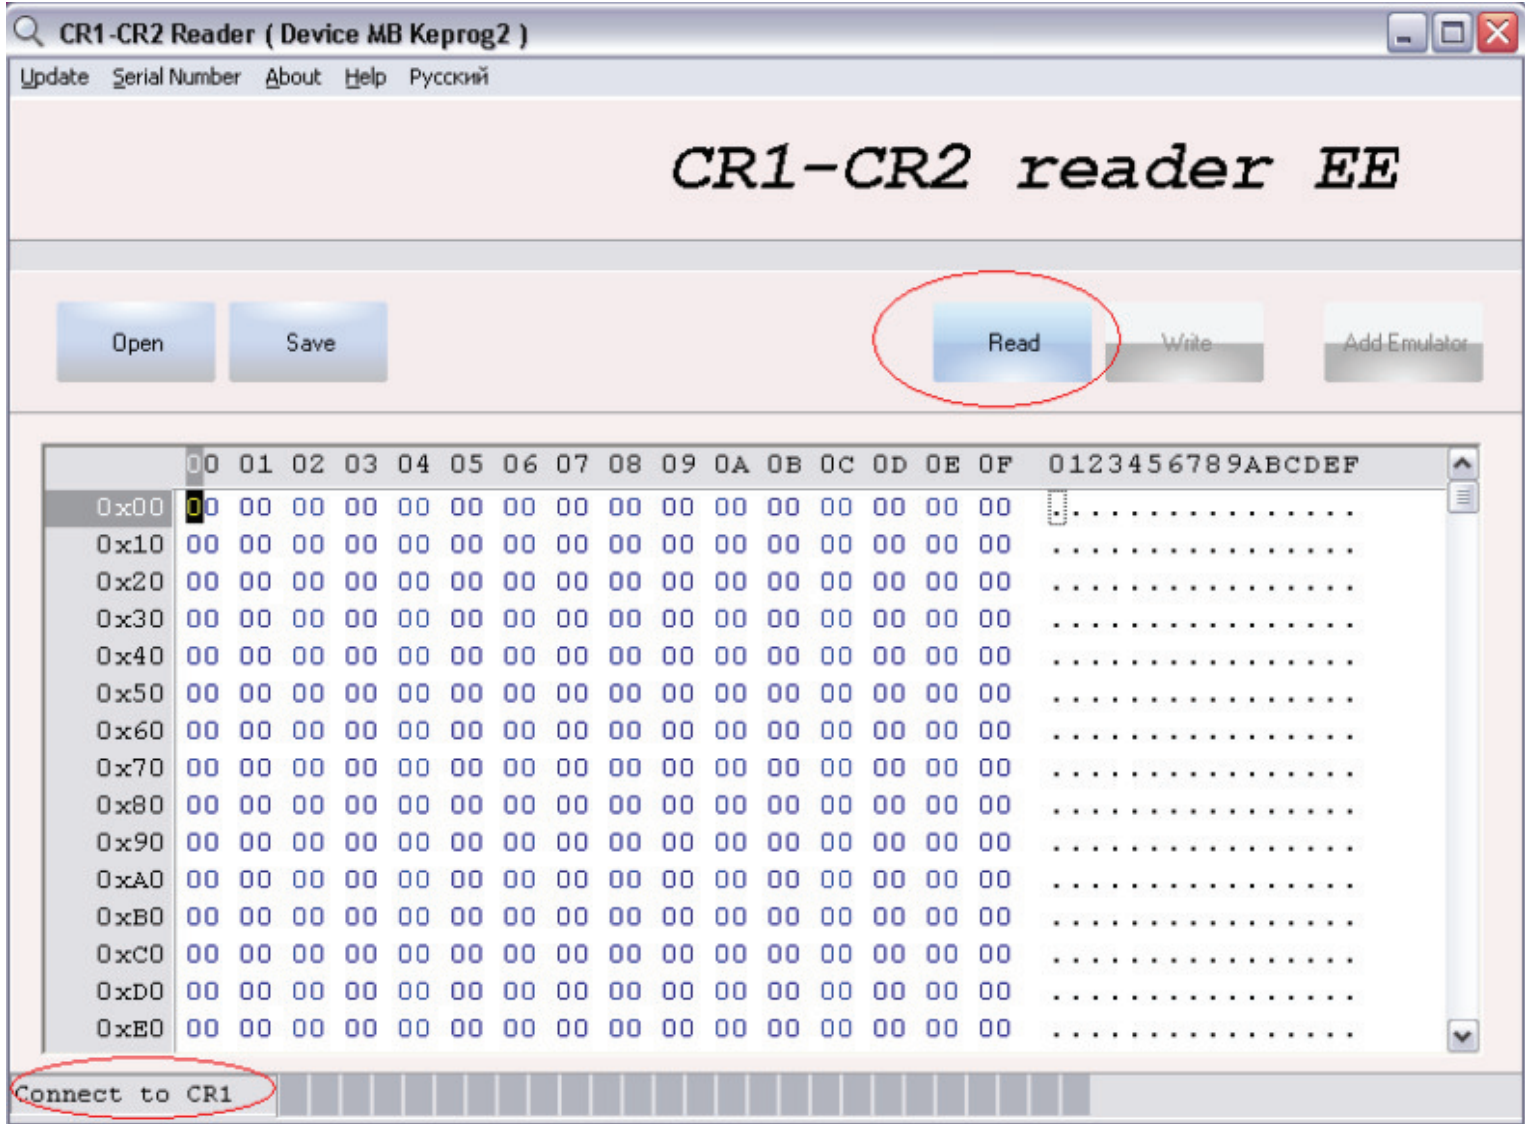 CR1-CR2 Reader ( Device MB Keprog2 )
Update Serial Number About Help Русский
CR1-CR2 reader EE
Open Save Read Write Add Emulator
00 01 02 03 04 05 06 07 08 09 0A 0B 0C 0D 0E 0F 0123456789ABCDEF
0x00 00 00 00 00 00 00 00 00 00 00 00 00 00 00 00 00 ................
0x10 00 00 00 00 00 00 00 00 00 00 00 00 00 00 00 00 ................
0x20 00 00 00 00 00 00 00 00 00 00 00 00 00 00 00 00 ................
0x30 00 00 00 00 00 00 00 00 00 00 00 00 00 00 00 00 ................
0x40 00 00 00 00 00 00 00 00 00 00 00 00 00 00 00 00 ................
0x50 00 00 00 00 00 00 00 00 00 00 00 00 00 00 00 00 ................
0x60 00 00 00 00 00 00 00 00 00 00 00 00 00 00 00 00 ................
0x70 00 00 00 00 00 00 00 00 00 00 00 00 00 00 00 00 ................
0x80 00 00 00 00 00 00 00 00 00 00 00 00 00 00 00 00 ................
0x90 00 00 00 00 00 00 00 00 00 00 00 00 00 00 00 00 ................
0xA0 00 00 00 00 00 00 00 00 00 00 00 00 00 00 00 00 ................
0xB0 00 00 00 00 00 00 00 00 00 00 00 00 00 00 00 00 ................
0xC0 00 00 00 00 00 00 00 00 00 00 00 00 00 00 00 00 ................
0xD0 00 00 00 00 00 00 00 00 00 00 00 00 00 00 00 00 ................
0xE0 00 00 00 00 00 00 00 00 00 00 00 00 00 00 00 00 ................
Connect to CR1